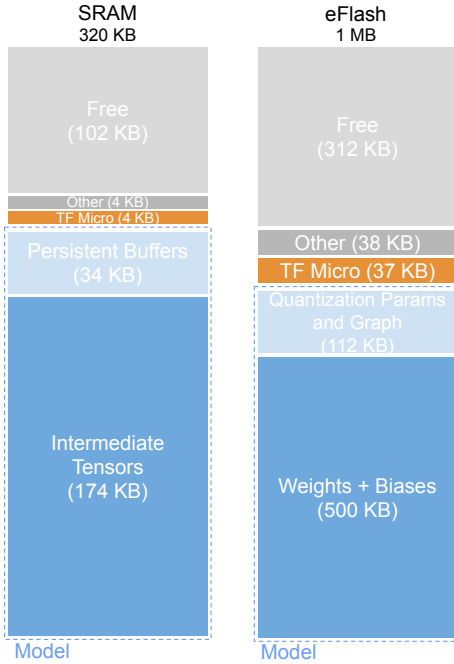 SRAM
320 KB
Free
(102 KB)
Other (4 KB)
TF Micro (4 KB)
Persistent Buffers
(34 KB)
Intermediate
Tensors
(174 KB)
Model
eFlash
1 MB
Free
(312 KB)
Other (38 KB)
TF Micro (37 KB)
Quantization Params
and Graph
(112 KB)
Weights + Biases
(500 KB)
Model